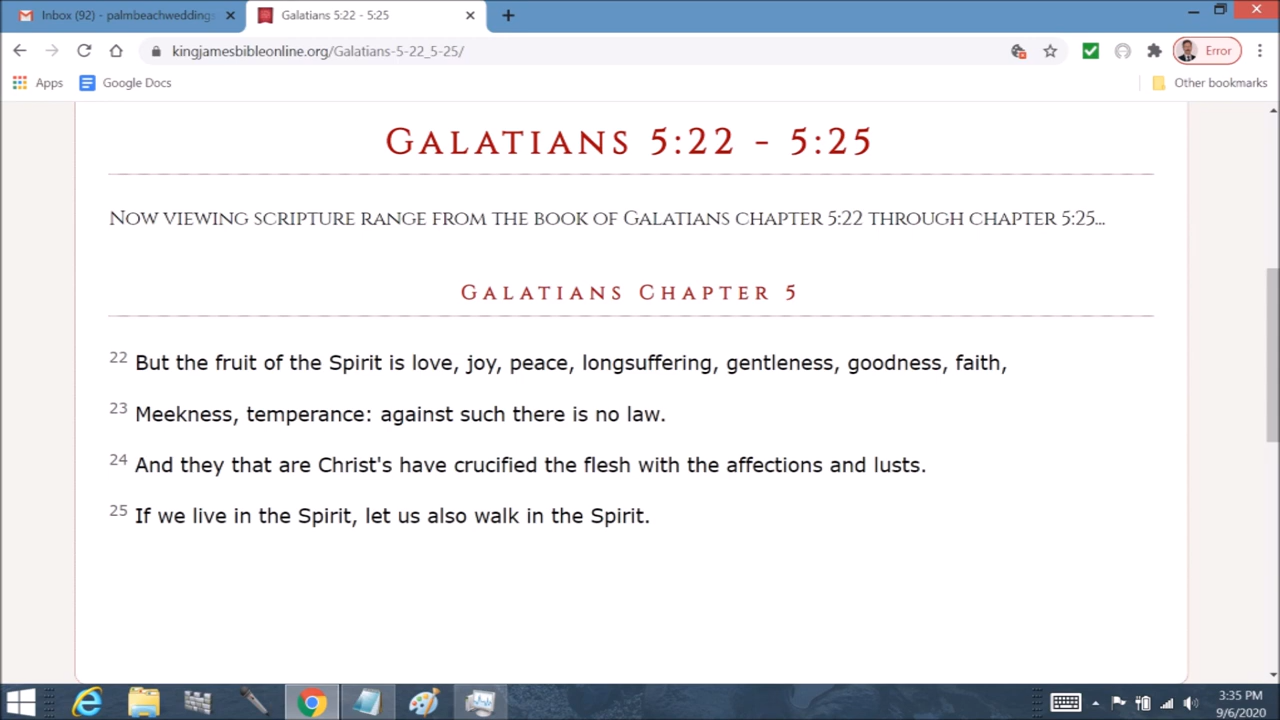 Inbox (92) - palmbeachwedding
Galatians 5:22 - 5:25
kingjamesbibleonline.org/Galatians-5-22_5-25/
Error
Apps
Google Docs
Other bookmarks
Galatians 5:22 - 5:25
Now viewing scripture range from the book of Galatians chapter 5:22 through chapter 5:25...
Galatians Chapter 5
22 But the fruit of the Spirit is love, joy, peace, longsuffering, gentleness, goodness, faith,
23 Meekness, temperance: against such there is no law.
24 And they that are Christ's have crucified the flesh with the affections and lusts.
25 If we live in the Spirit, let us also walk in the Spirit.
3:35 PM
9/6/2020